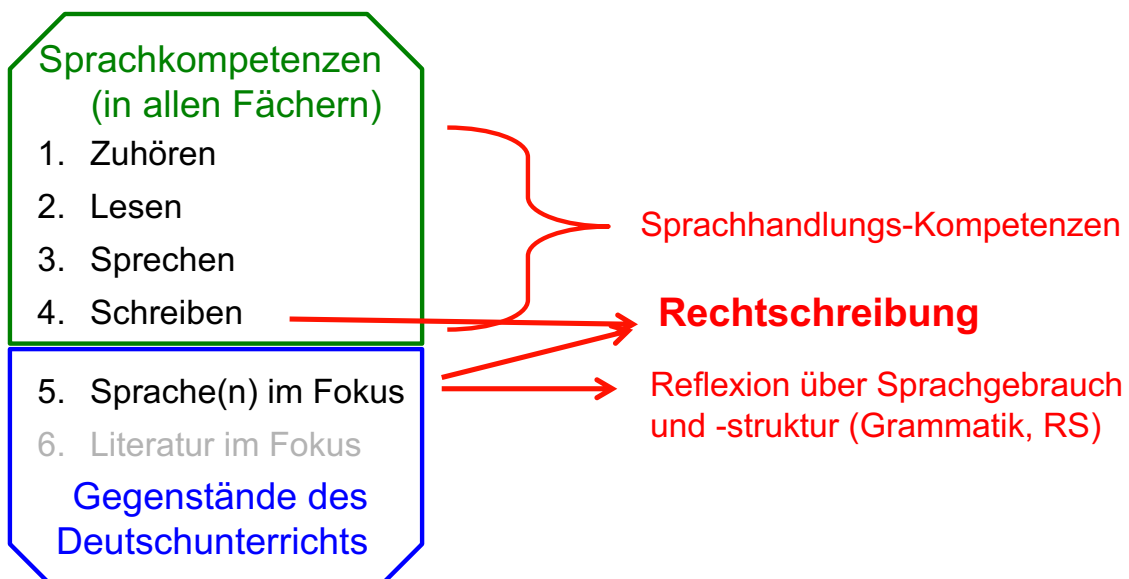 Sprachkompetenzen
(in allen Fächern)
1. Zuhören
2. Lesen
3. Sprechen
4. Schreiben
Sprachhandlungs-Kompetenzen
Rechtschreibung
5. Sprache(n) im Fokus
6. Literatur im Fokus
Gegenstände des
Deutschunterrichts
Reflexion über Sprachgebrauch
und -struktur (Grammatik, RS)